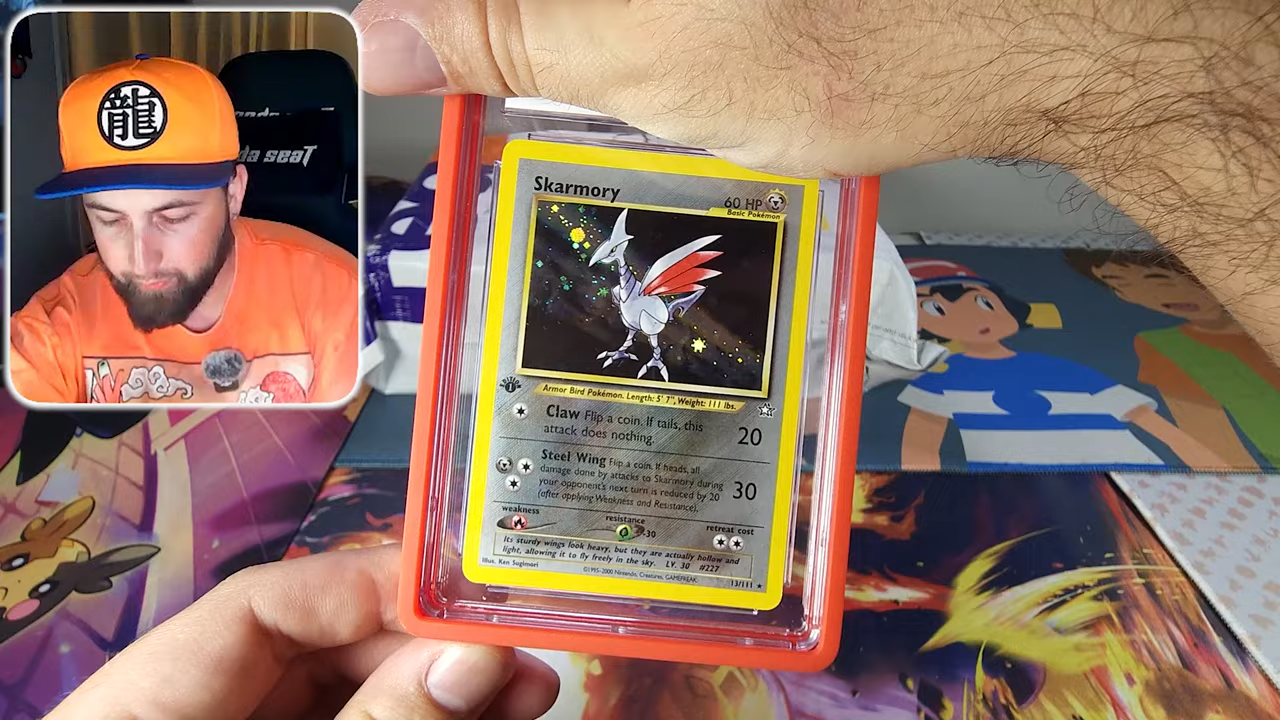 龍
da seaT
Skarmory
60 HP
Basic Pokémon
Edition
1
Armor Bird Pokémon. Length: 5' 7", Weight: 111 lbs.
Claw Flip a coin. If tails, this
attack does nothing.
20
Steel Wing Flip a coin. If heads, all
damage done by attacks to Skarmory during
your opponent's next turn is reduced by 20
(after applying Weakness and Resistance).
30
weakness
resistance
-30
retreat cost
Its sturdy wings look heavy, but they are actually hollow and
light, allowing it to fly freely in the sky. LV. 30 #227
Illus. Ken Sugimori
©1995-2000 Nintendo, Creatures, GAMEFREAK.
13/111 ★